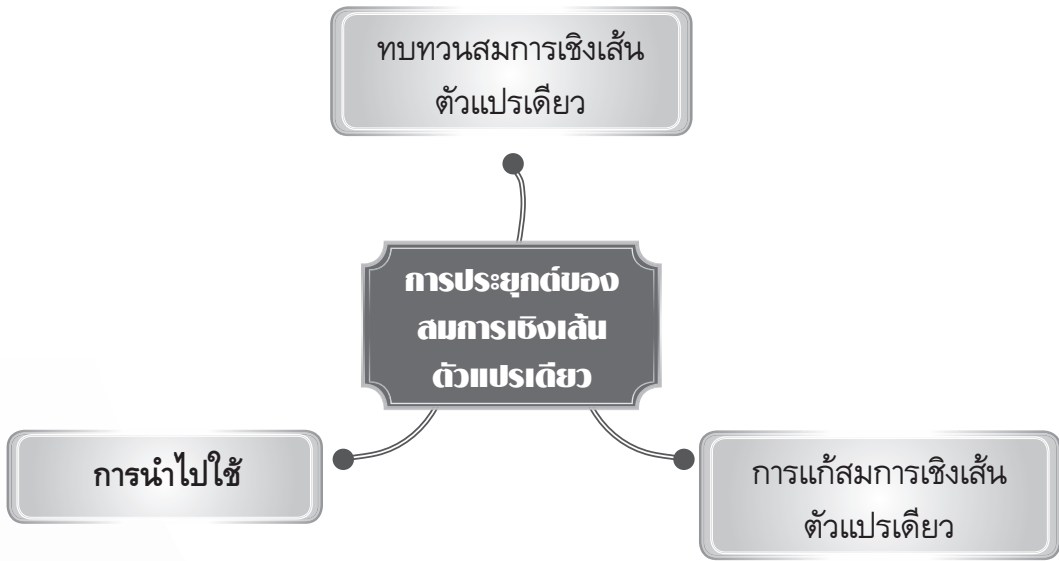 ทบทวนสมการเชิงเส้น
ตัวแปรเดียว
การประยุกต์ของ
สมการเชิงเส้น
ตัวแปรเดียว
การนำไปใช้
การแก้สมการเชิงเส้น
ตัวแปรเดียว